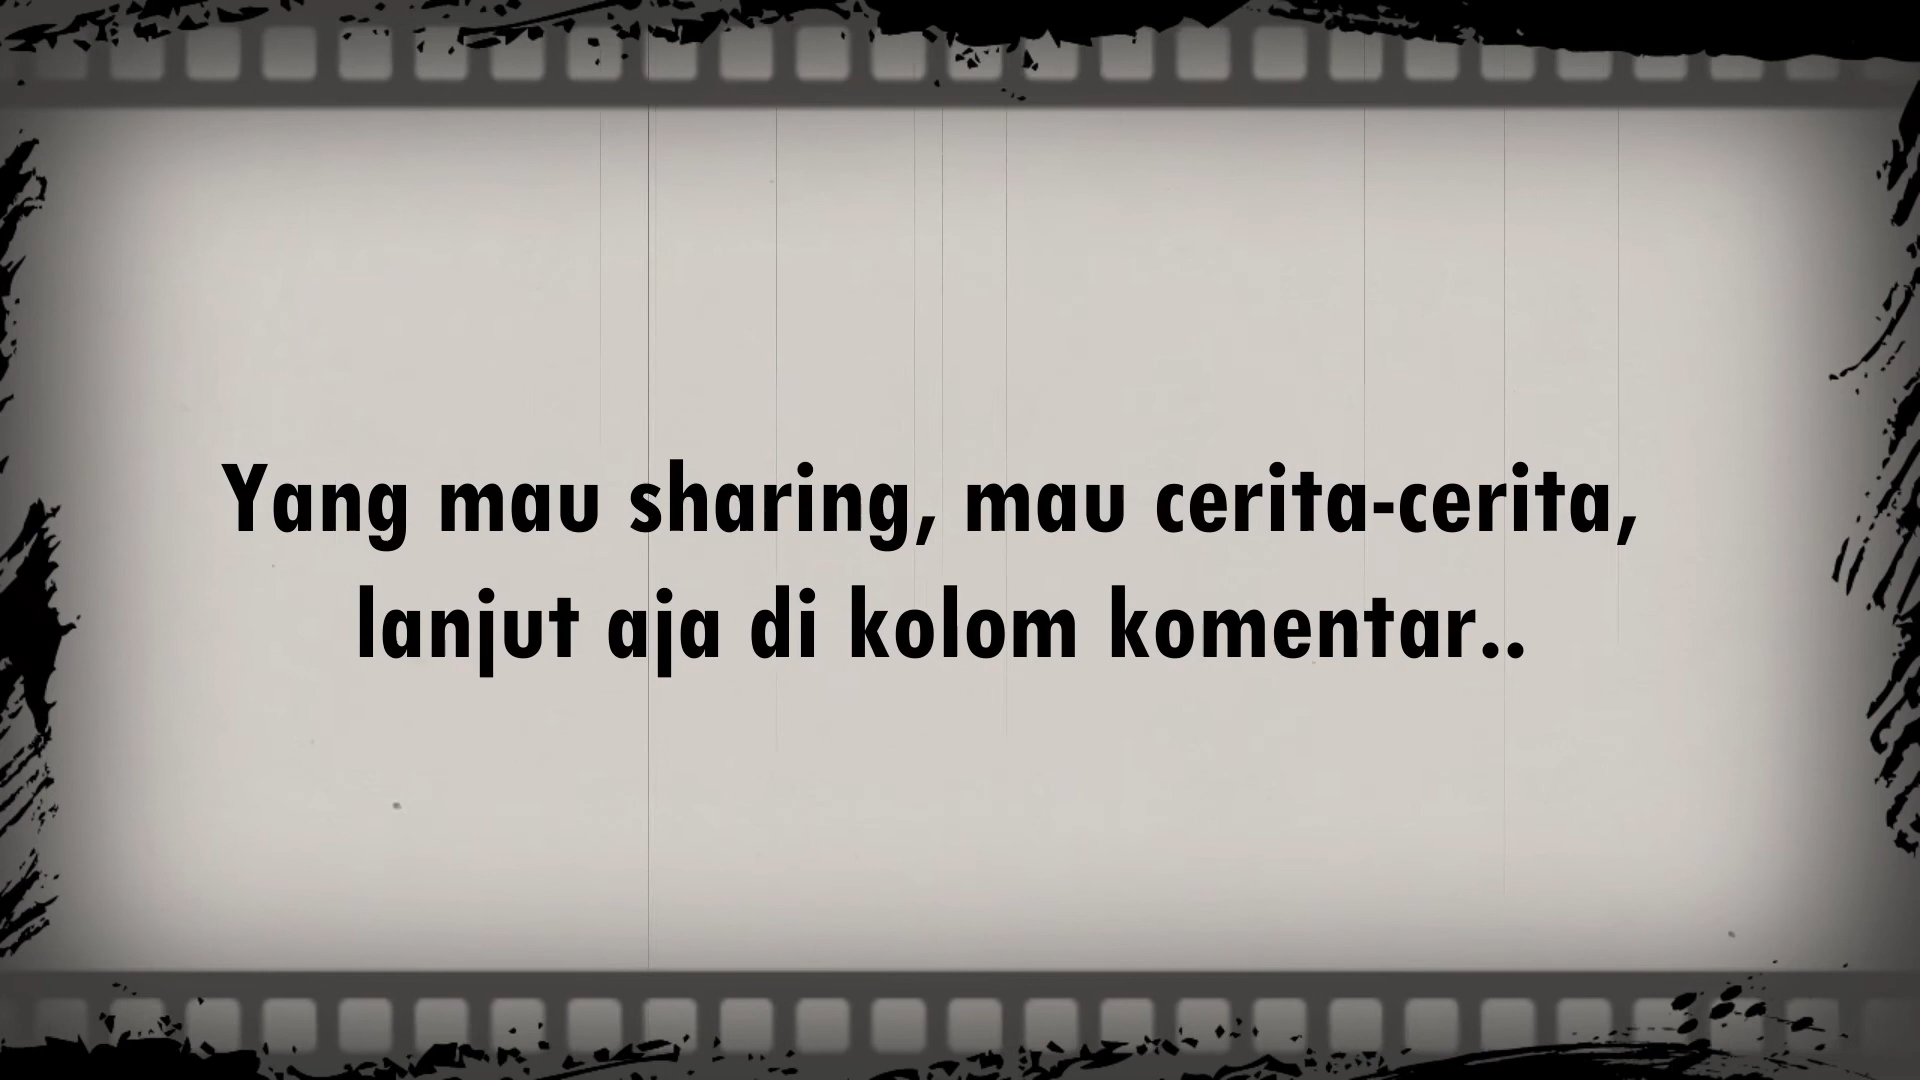 Yang mau sharing, mau cerita-cerita,
lanjut aja di kolom komentar..